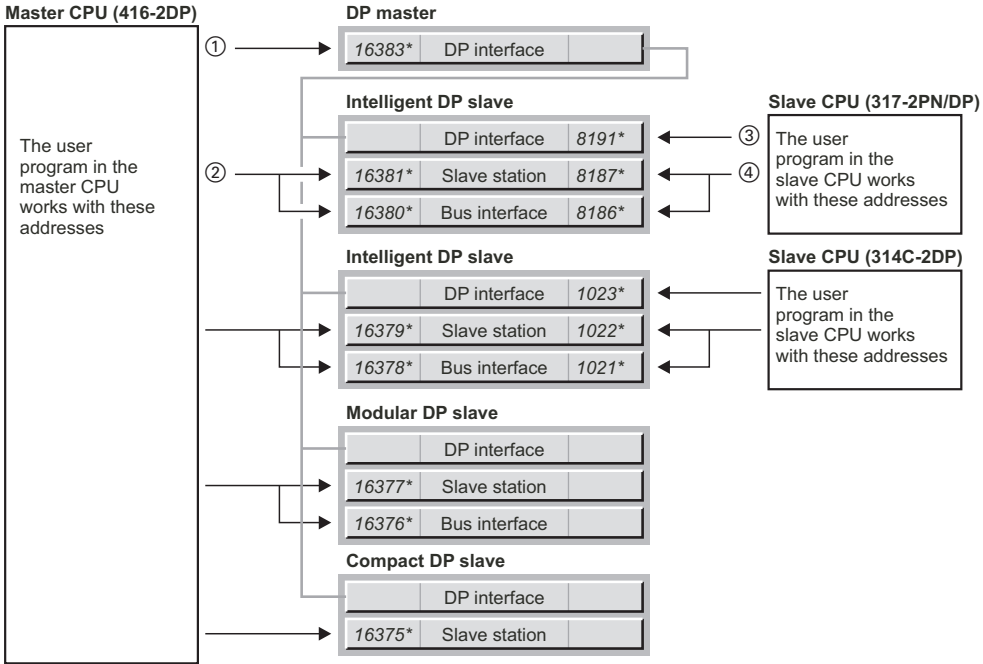 Master CPU (416-2DP)
The user
program in the
master CPU
works with these
addresses
①
②
DP master
16383* DP interface
Intelligent DP slave
DP interface 8191*
16381* Slave station 8187*
16380* Bus interface 8186*
③
④
Slave CPU (317-2PN/DP)
The user
program in the
slave CPU works
with these addresses
Intelligent DP slave
DP interface 1023*
16379* Slave station 1022*
16378* Bus interface 1021*
Slave CPU (314C-2DP)
The user
program in the
slave CPU works
with these addresses
Modular DP slave
DP interface
16377* Slave station
16376* Bus interface
Compact DP slave
DP interface
16375* Slave station